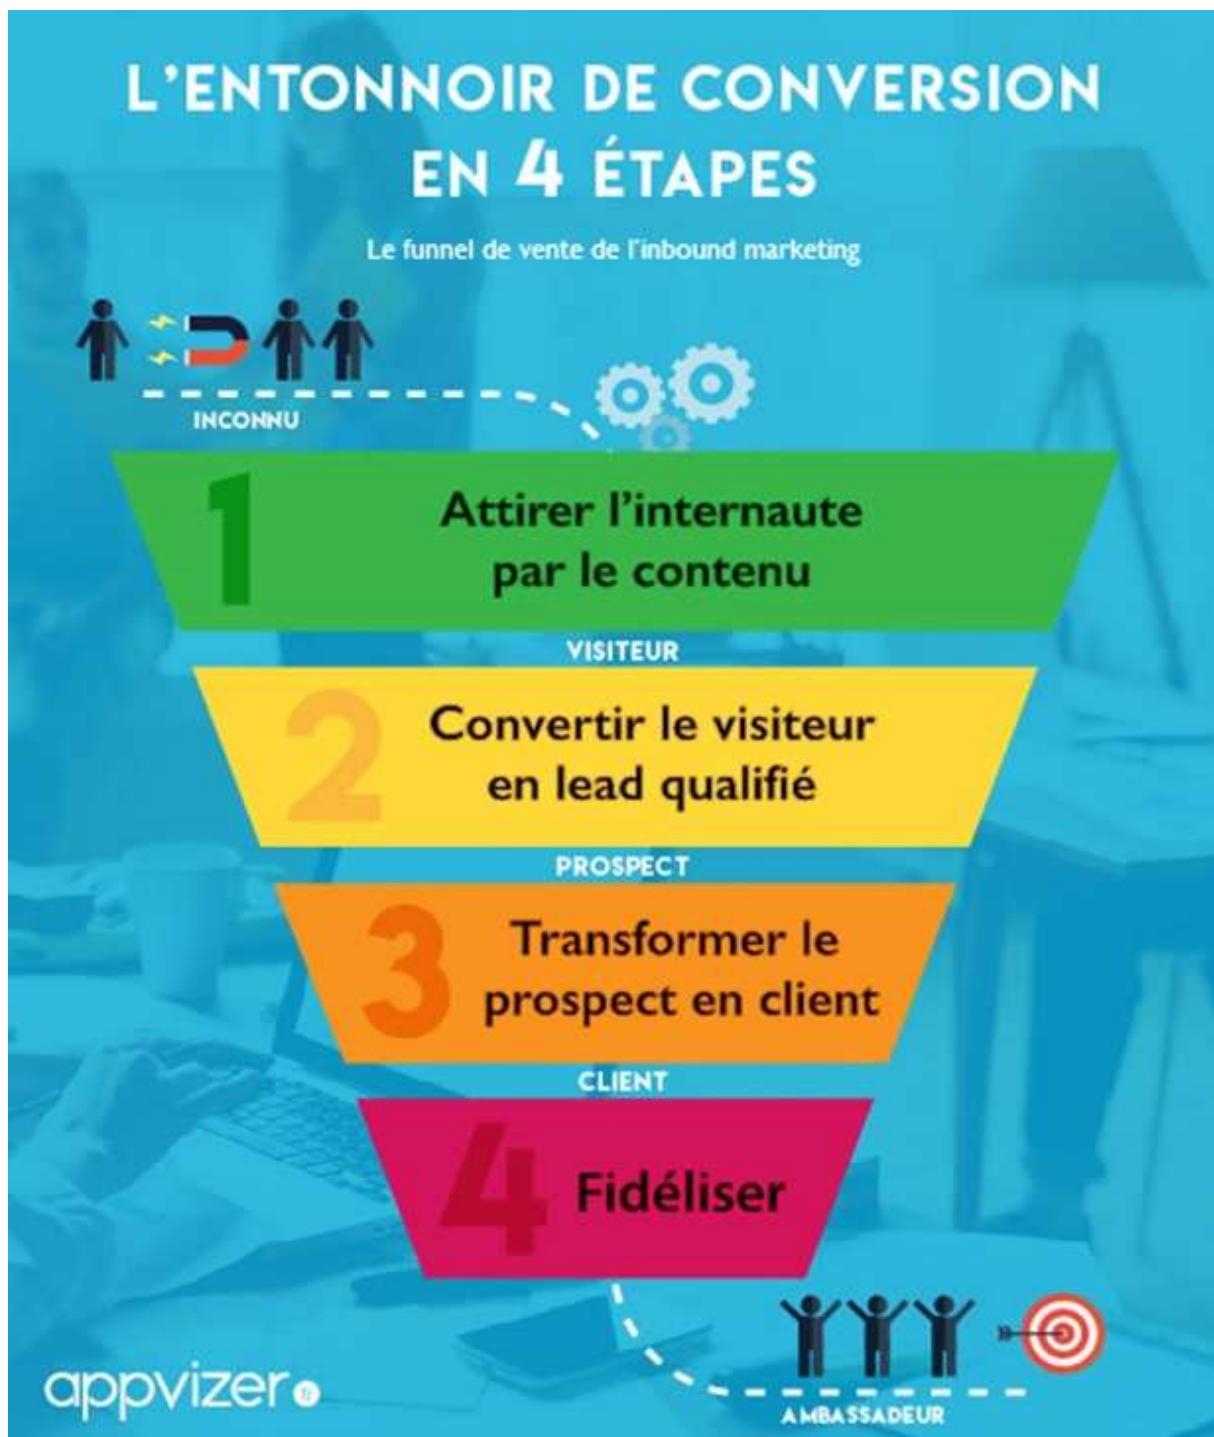 L'ENTONNOIR DE CONVERSION
EN 4 ÉTAPES
Le funnel de vente de l'inbound marketing
INCONNU
1
Attirer l'internaute
par le contenu
VISITEUR
2
Convertir le visiteur
en lead qualifié
PROSPECT
3
Transformer le
prospect en client
CLIENT
4
Fidéliser
AMBASSADEUR
appvizer